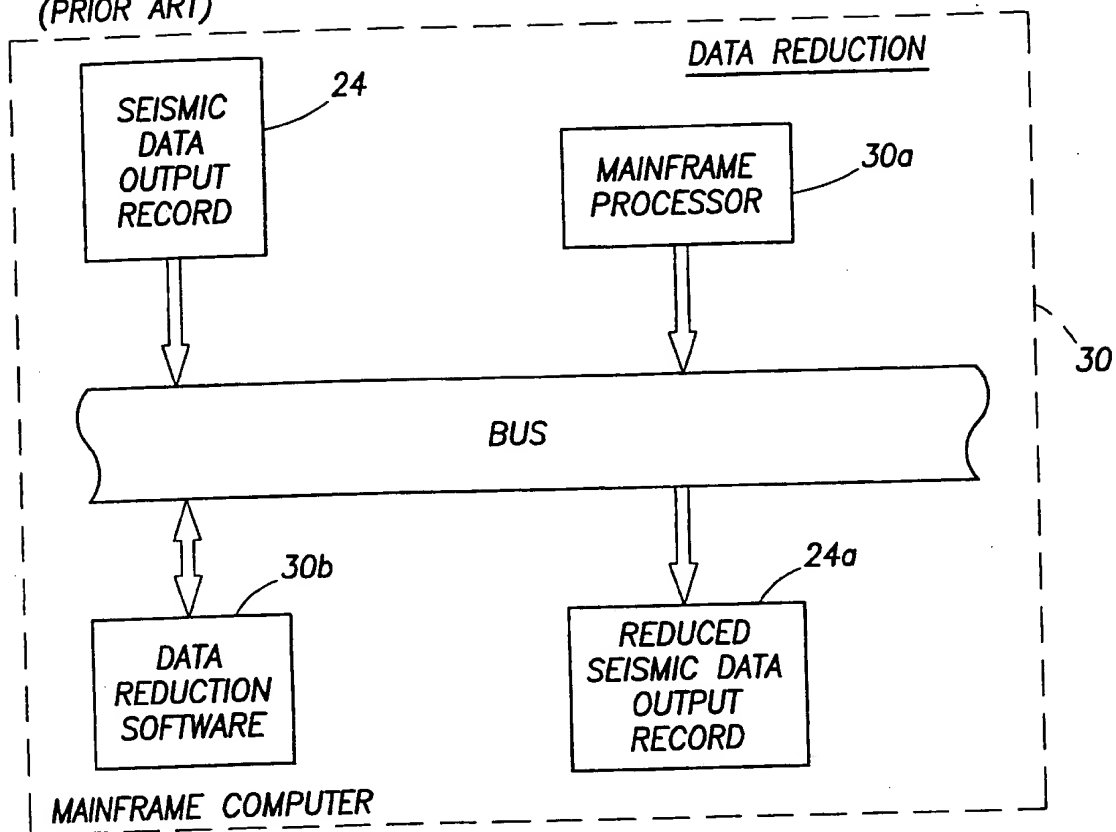 (PRIOR ART)
DATA REDUCTION
SEISMIC
DATA
OUTPUT
RECORD
24
MAINFRAME
PROCESSOR
30a
30
BUS
30b
DATA
REDUCTION
SOFTWARE
24a
REDUCED
SEISMIC DATA
OUTPUT
RECORD
MAINFRAME COMPUTER